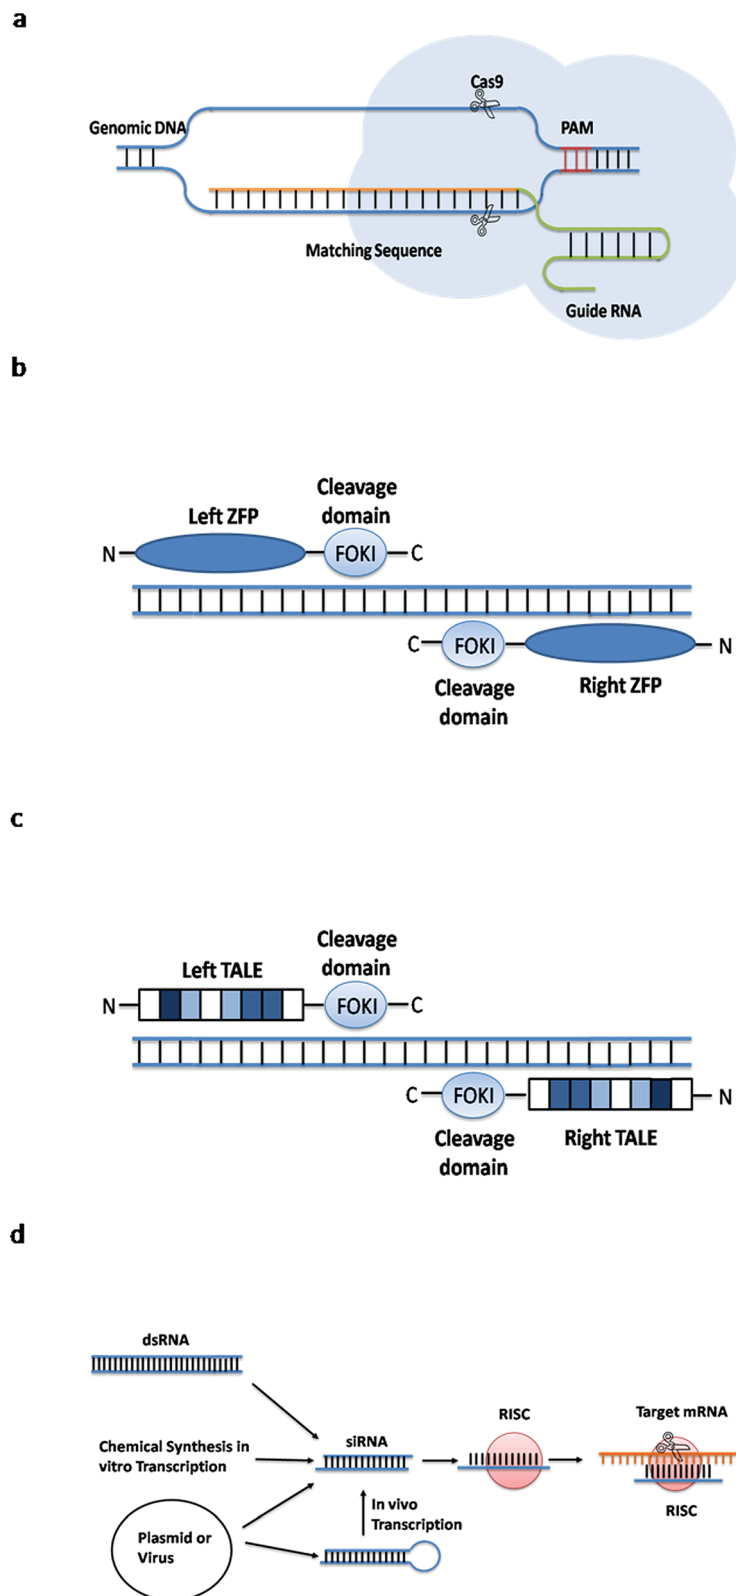 a
Cas9
Genomic DNA
PAM
Matching Sequence
Guide RNA
b
Cleavage
domain
Left ZFP
N
FOKI
C
C
FOKI
N
Cleavage
domain
Right ZFP
c
Cleavage
domain
Left TALE
N
FOKI
C
C
FOKI
N
Cleavage
domain
Right TALE
d
dsRNA
Chemical Synthesis in
vitro Transcription
siRNA
RISC
Target mRNA
RISC
In vivo
Transcription
Plasmid or
Virus